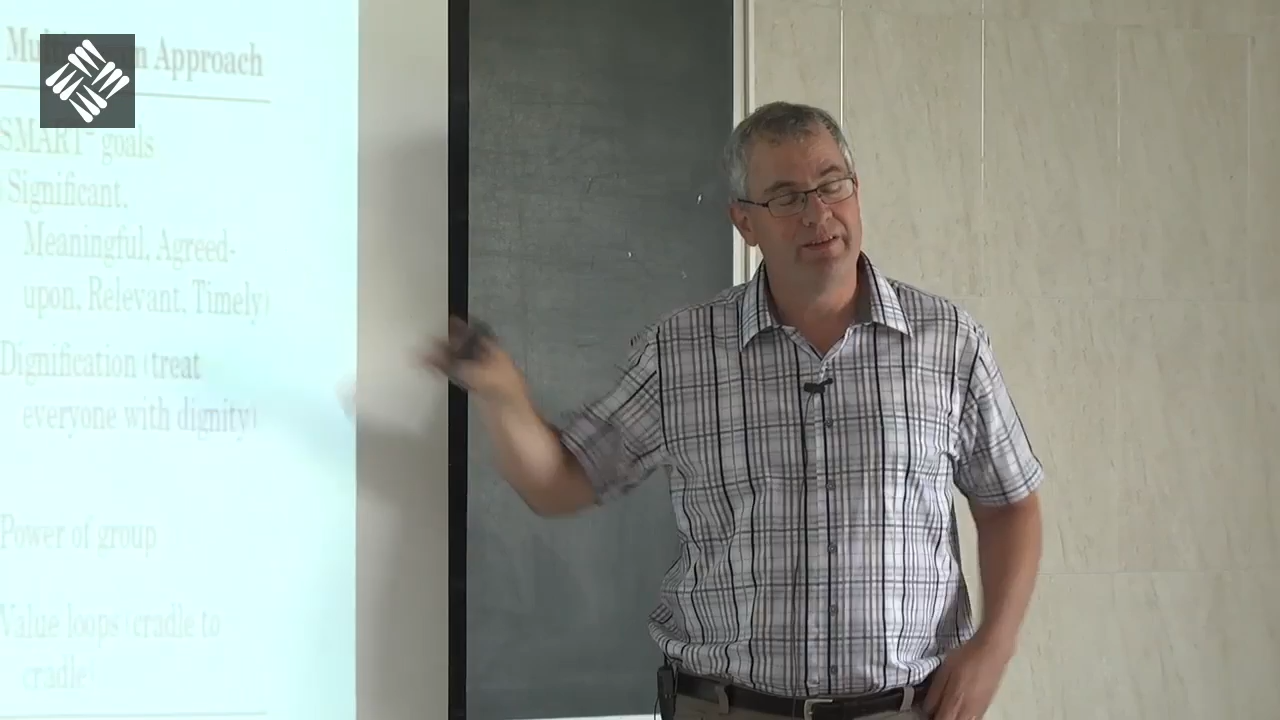 Approach
SMART goals
Significant,
Meaningful, Agreed-
upon, Relevant, Timely)
Dignification (treat
everyone with dignity)
Power of group
Value loops (cradle to
cradle)